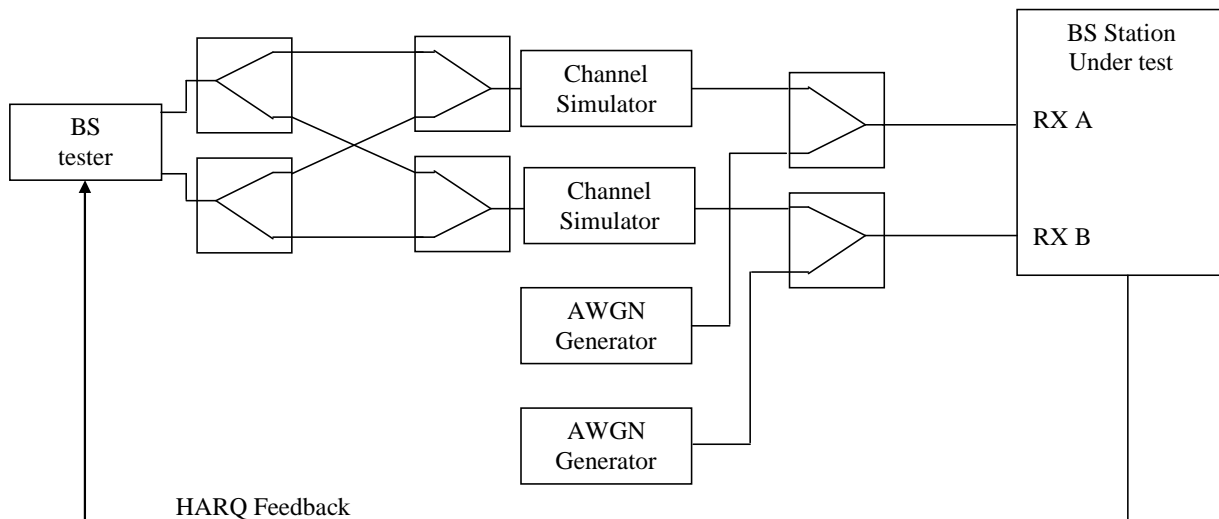 BS
tester
Channel
Simulator
Channel
Simulator
AWGN
Generator
AWGN
Generator
BS Station
Under test
RX A
RX B
HARQ Feedback